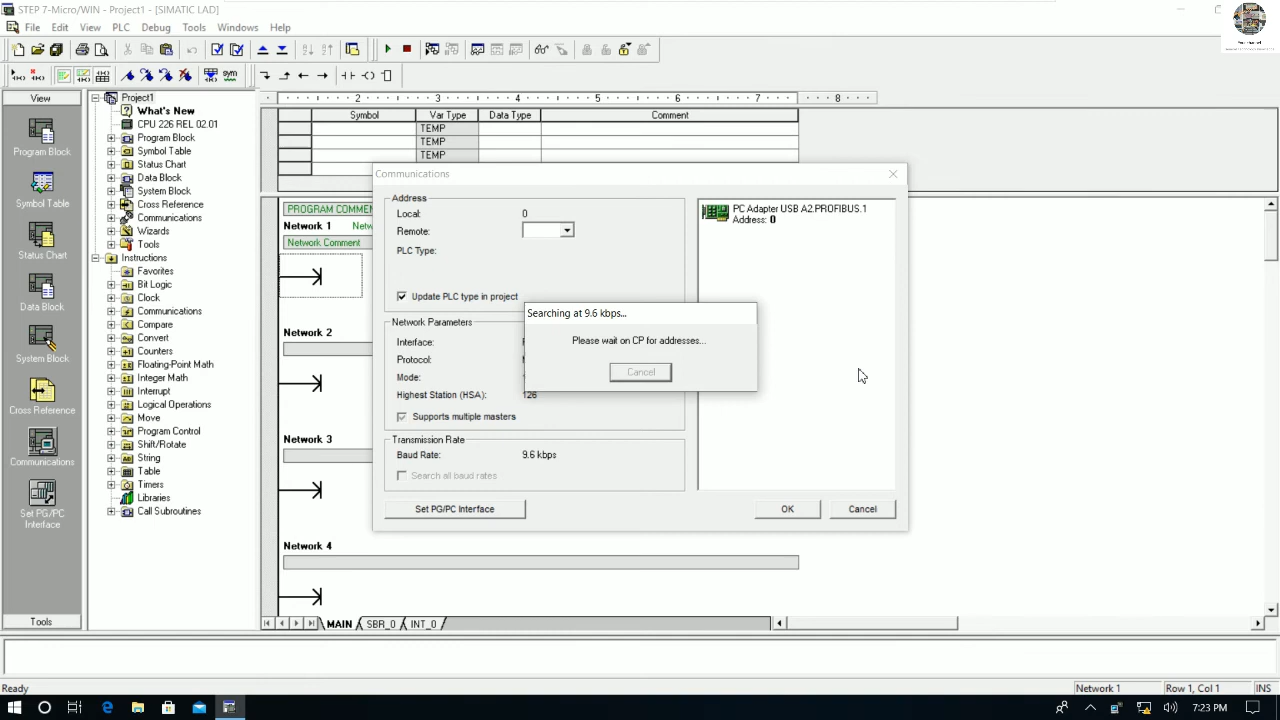 STEP 7-Micro/WIN - Project1 - [SIMATIC LAD]
File Edit View PLC Debug Tools Windows Help
sym
View
Program Block
Symbol Table
Status Chart
Data Block
System Block
Cross Reference
Communications
Set PG/PC
Interface
Tools
Project1
What's New
CPU 226 REL 02.01
Program Block
Symbol Table
Status Chart
Data Block
System Block
Cross Reference
Communications
Wizards
Tools
Instructions
Favorites
Bit Logic
Clock
Communications
Compare
Convert
Counters
Floating-Point Math
Integer Math
Interrupt
Logical Operations
Move
Program Control
Shift/Rotate
String
Table
Timers
Libraries
Call Subroutines
2 3 4 5 6 7 8
Symbol Var Type Data Type Comment
TEMP
TEMP
TEMP
PROGRAM COMMEN
Network 1 Netw
Network Comment
Network 2
Network 3
Network 4
MAIN SBR_0 INT_0
Communications
Address
Local: 0
Remote:
PLC Type:
Update PLC type in project
Network Parameters
Interface:
Protocol:
Mode:
Highest Station (HSA): 126
Supports multiple masters
Transmission Rate
Baud Rate: 9.6 kbps
Search all baud rates
Set PG/PC Interface
OK Cancel
PC Adapter USB A2.PROFIBUS.1
Address: 0
Searching at 9.6 kbps...
Please wait on CP for addresses...
Cancel
Ready Network 1 Row 1, Col 1 INS
7:23 PM